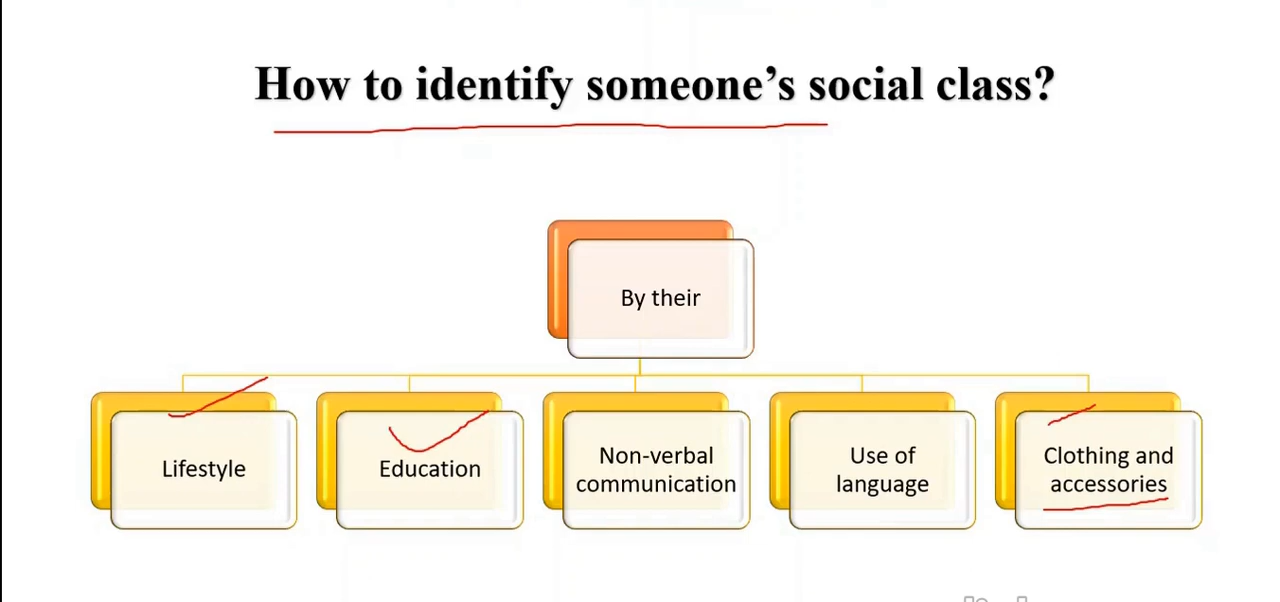 How to identify someone’s social class?
By their
Lifestyle
Education
Non-verbal
communication
Use of
language
Clothing and
accessories